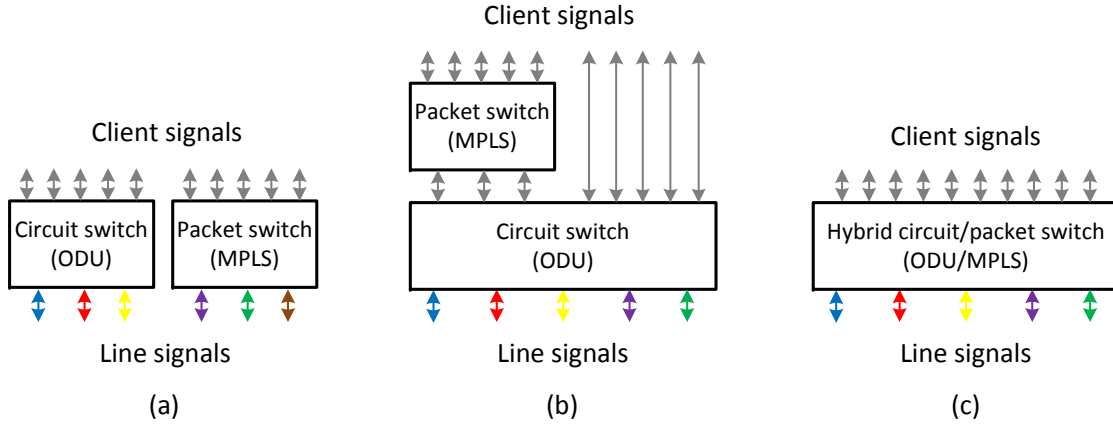 Client signals
Circuit switch
(ODU)
Packet switch
(MPLS)
Line signals
(a)
Client signals
Packet switch
(MPLS)
Circuit switch
(ODU)
Line signals
(b)
Client signals
Hybrid circuit/packet switch
(ODU/MPLS)
Line signals
(c)